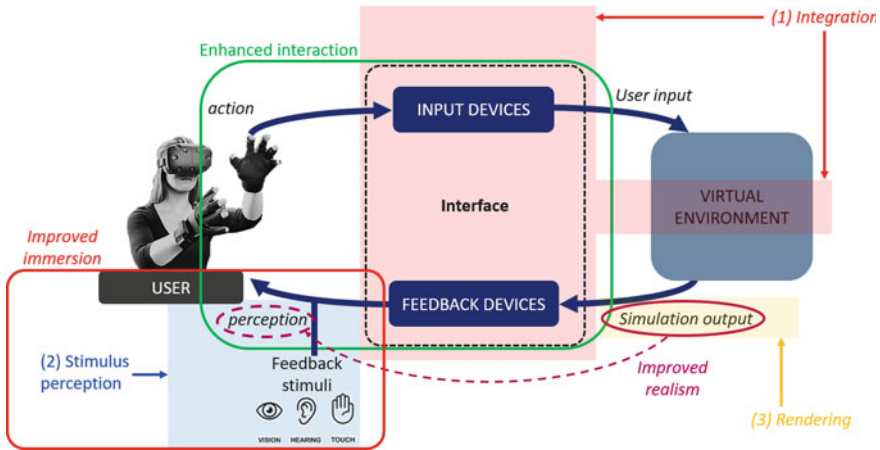 (1) Integration
Enhanced interaction
action
INPUT DEVICES
User input
Interface
VIRTUAL
ENVIRONMENT
Improved
immersion
USER
FEEDBACK DEVICES
perception
Simulation output
(2) Stimulus
perception
Feedback
stimuli
Improved
realism
VISION HEARING TOUCH
(3) Rendering